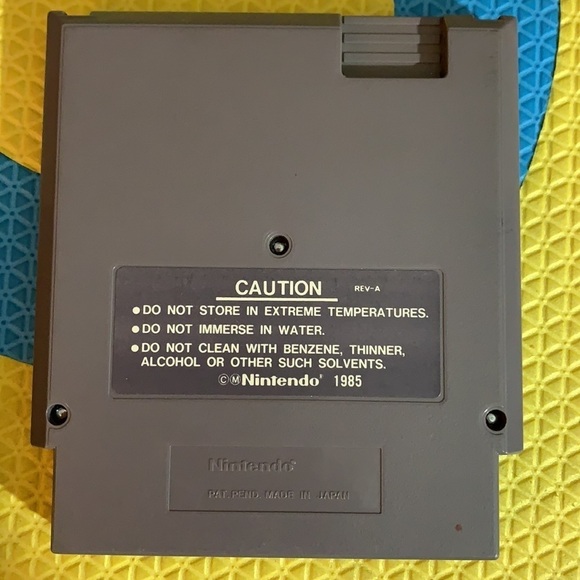 CAUTION REV-A
●DO NOT STORE IN EXTREME TEMPERATURES.
●DO NOT IMMERSE IN WATER.
●DO NOT CLEAN WITH BENZENE, THINNER,
ALCOHOL OR OTHER SUCH SOLVENTS.
©ⓂNintendo® 1985
Nintendo®
PAT. PEND. MADE IN JAPAN